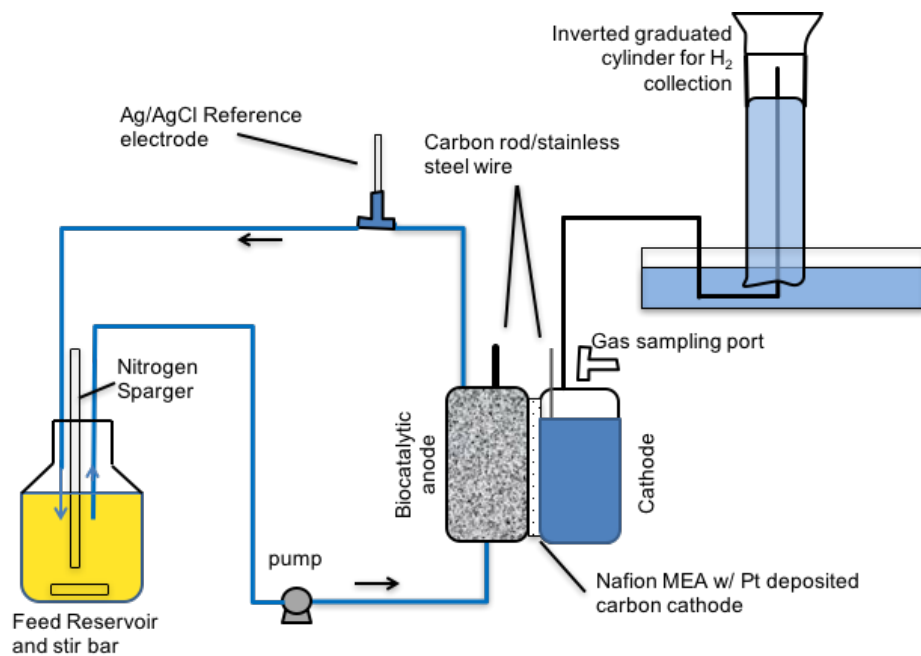 Inverted graduated
cylinder for H₂
collection
Ag/AgCl Reference
electrode
Carbon rod/stainless
steel wire
Gas sampling port
Nitrogen
Sparger
Biocatalytic
anode
Cathode
pump
Nafion MEA w/ Pt deposited
carbon cathode
Feed Reservoir
and stir bar